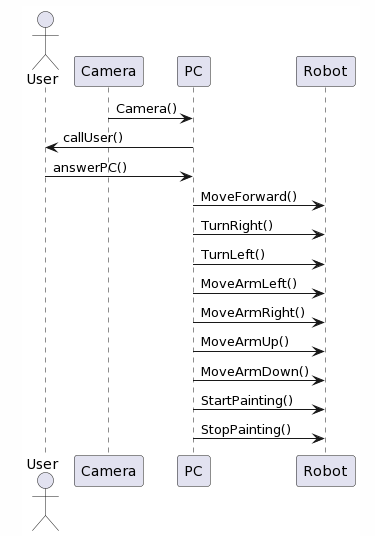 User
Camera
PC
Robot
Camera()
callUser()
answerPC()
MoveForward()
TurnRight()
TurnLeft()
MoveArmLeft()
MoveArmRight()
MoveArmUp()
MoveArmDown()
StartPainting()
StopPainting()
User
Camera
PC
Robot